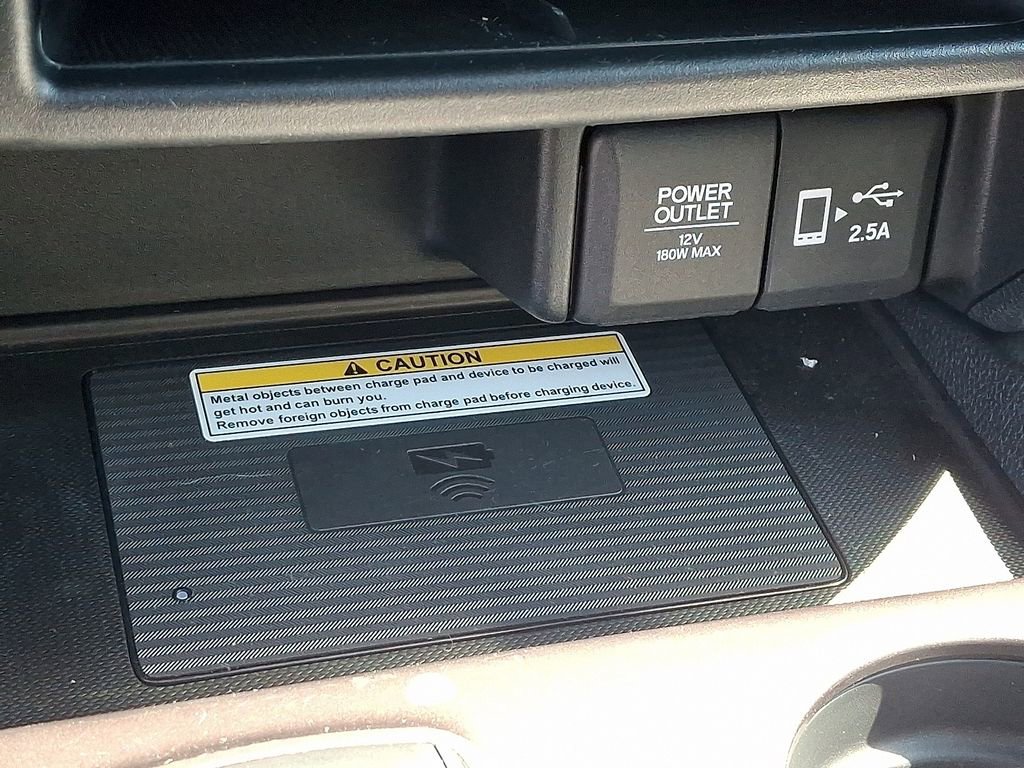 POWER
OUTLET
12V
180W MAX
2.5A
CAUTION
Metal objects between charge pad and device to be charged will
get hot and can burn you.
Remove foreign objects from charge pad before charging device.